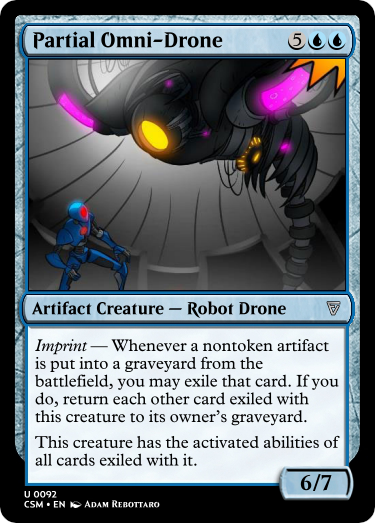 Partial Omni-Drone 5
Artifact Creature — Robot Drone
Imprint — Whenever a nontoken artifact
is put into a graveyard from the
battlefield, you may exile that card. If you
do, return each other card exiled with
this creature to its owner's graveyard.
This creature has the activated abilities of
all cards exiled with it.
6/7
U 0092
CSM • EN Adam Rebottaro